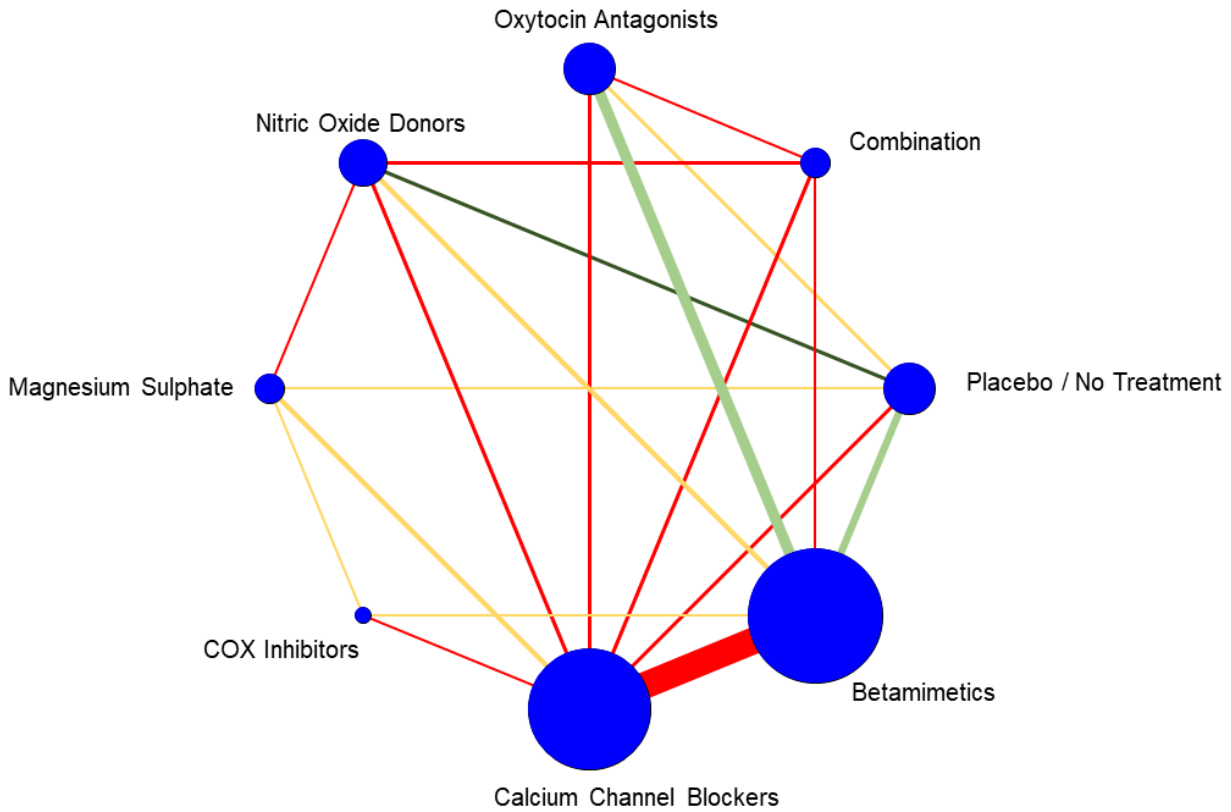 Oxytocin Antagonists
Nitric Oxide Donors
Combination
Magnesium Sulphate
Placebo / No Treatment
COX Inhibitors
Betamimetics
Calcium Channel Blockers